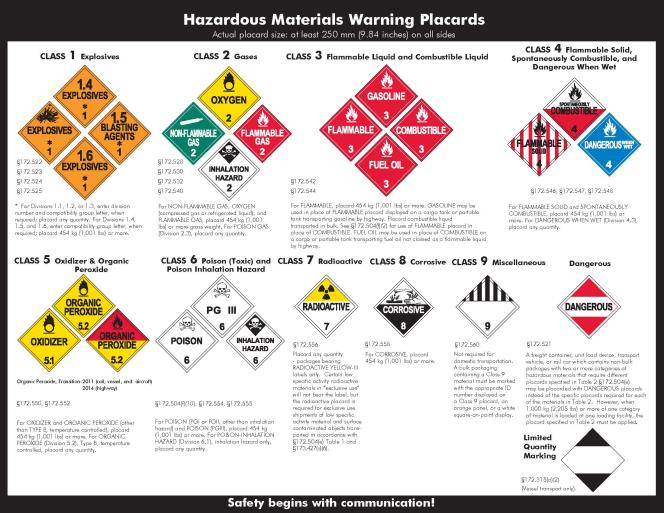 Hazardous Materials Warning Placards
Actual placard size: at least 250 mm (9.84 inches) on all sides
CLASS 1 Explosives
1.4
EXPLOSIVES
*
1
EXPLOSIVES
*
1
1.5
BLASTING
AGENTS
*
1
1.6
EXPLOSIVES
*
1
§172.522
§172.523
§172.524
§172.525
* For Divisions 1.1, 1.2, or 1.3, enter division
number and compatibility group letter, when
required; placard any quantity. For Divisions 1.4,
1.5, and 1.6, enter compatibility group letter, when
required; placard 454 kg (1,001 lbs) or more.
CLASS 2 Gases
OXYGEN
2
NON-FLAMMABLE
GAS
2
FLAMMABLE
GAS
2
INHALATION
HAZARD
2
§172.528
§172.530
§172.532
§172.540
For NON-FLAMMABLE GAS, OXYGEN
(compressed gas or refrigerated liquid), and
FLAMMABLE GAS, placard 454 kg (1,001
lbs) or more gross weight. For POISON GAS
(Division 2.3), placard any quantity.
CLASS 3 Flammable Liquid and Combustible Liquid
GASOLINE
3
FLAMMABLE
3
COMBUSTIBLE
3
FUEL OIL
3
§172.542
§172.544
For FLAMMABLE, placard 454 kg (1,001 lbs) or more. GASOLINE may be
used in place of FLAMMABLE placard displayed on a cargo tank or portable
tank transporting gasoline by highway. Placard combustible liquid
transported in bulk. See §172.504(f)(2) for use of FLAMMABLE placard in
place of COMBUSTIBLE. FUEL OIL may be used in place of COMBUSTIBLE on
a cargo or portable tank transporting fuel oil not classed as a flammable liquid
by highway.
CLASS 4 Flammable Solid,
Spontaneously Combustible, and
Dangerous When Wet
SPONTANEOUSLY
COMBUSTIBLE
4
FLAMMABLE
SOLID
4
DANGEROUS WHEN WET
4
§172.546, §172.547, §172.548
For FLAMMABLE SOLID and SPONTANEOUSLY
COMBUSTIBLE, placard 454 kg (1,001 lbs) or
more. For DANGEROUS WHEN WET (Division 4.3),
placard any quantity.
CLASS 5 Oxidizer & Organic
Peroxide
ORGANIC
PEROXIDE
5.2
OXIDIZER
5.1
ORGANIC
PEROXIDE
5.2
Organic Peroxide, Transition-2011 (rail, vessel, and aircraft)
2014 (highway)
§172.550, §172.552
For OXIDIZER and ORGANIC PEROXIDE (other
than TYPE B, temperature controlled), placard
454 kg (1,001 lbs) or more. For ORGANIC
PEROXIDE (Division 5.2), Type B, temperature
controlled, placard any quantity.
CLASS 6 Poison (Toxic) and
Poison Inhalation Hazard
PG III
6
POISON
6
INHALATION
HAZARD
6
§172.504(f)(10), §172.554, §172.555
For POISON (PGI or PGII, other than inhalation
hazard) and POISON (PGIII), placard 454 kg
(1,001 lbs) or more. For POISON-INHALATION
HAZARD (Division 6.1), inhalation hazard only,
placard any quantity.
CLASS 7 Radioactive
RADIOACTIVE
7
§172.556
Placard any quantity
- packages bearing
RADIOACTIVE YELLOW-III
labels only. Certain low
specific activity radioactive
materials in "exclusive use"
will not bear the label, but
the radioactive placard is
required for exclusive use
shipments of low specific
activity material and surface
contaminated objects trans-
ported in accordance with
§172.504(e) Table 1 and
§173.427(a)(6).
CLASS 8 Corrosive
CORROSIVE
8
§172.558
For CORROSIVE, placard
454 kg (1,001 lbs) or more.
CLASS 9 Miscellaneous
9
§172.560
Not required for
domestic transportation.
A bulk packaging
containing a Class 9
material must be marked
with the appropriate ID
number displayed on
a Class 9 placard, an
orange panel, or a white
square-on-point display.
Dangerous
DANGEROUS
§172.521
A freight container, unit load device, transport
vehicle, or rail car which contains non-bulk
packages with two or more categories of
hazardous materials that require different
placards specified in Table 2 §172.504(e)
may be placarded with DANGEROUS placards
instead of the specific placards required for each
of the materials in Table 2. However, when
1,000 kg (2,205 lbs) or more of one category
of material is loaded at one loading facility, the
placard specified in Table 2 must be applied.
Limited
Quantity
Marking
§172.315(a)(2)
(Vessel transport only)
Safety begins with communication!